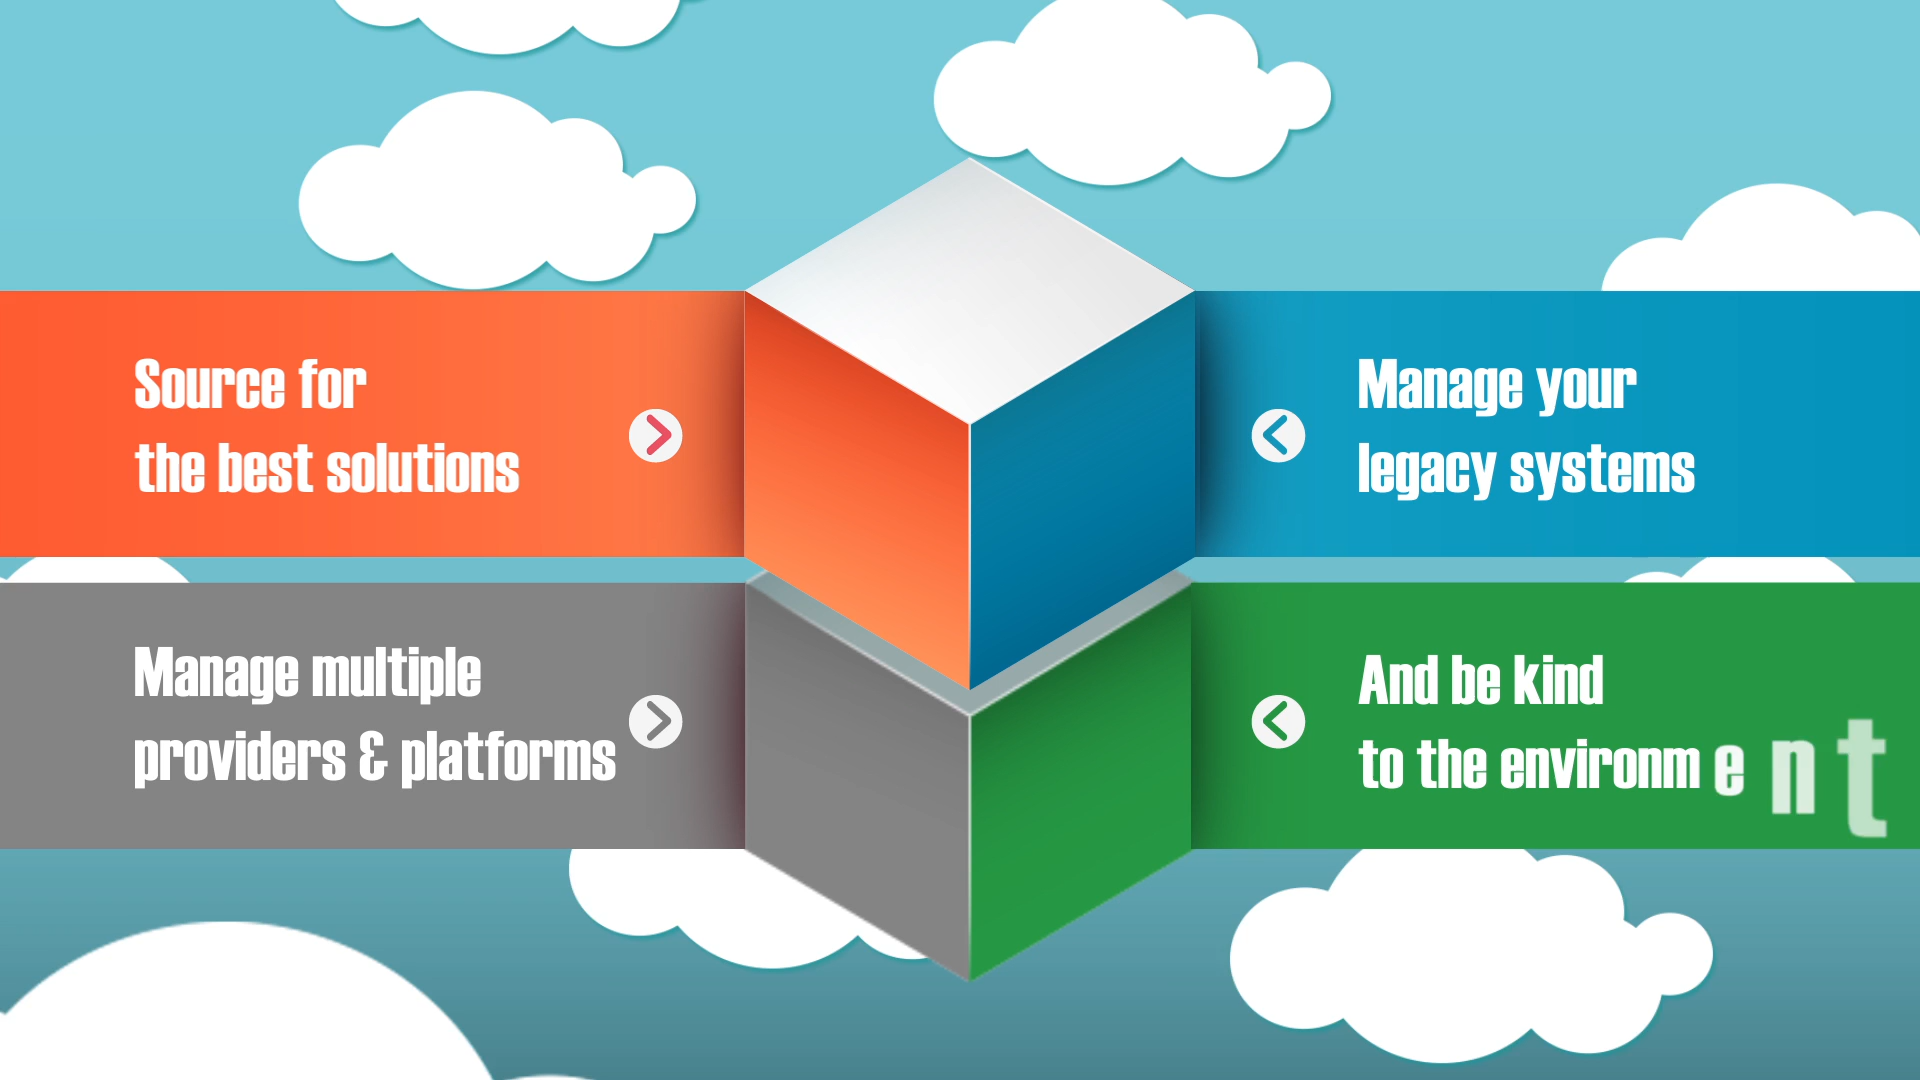 Source for
the best solutions
Manage your
legacy systems
Manage multiple
providers & platforms
And be kind
to the environment